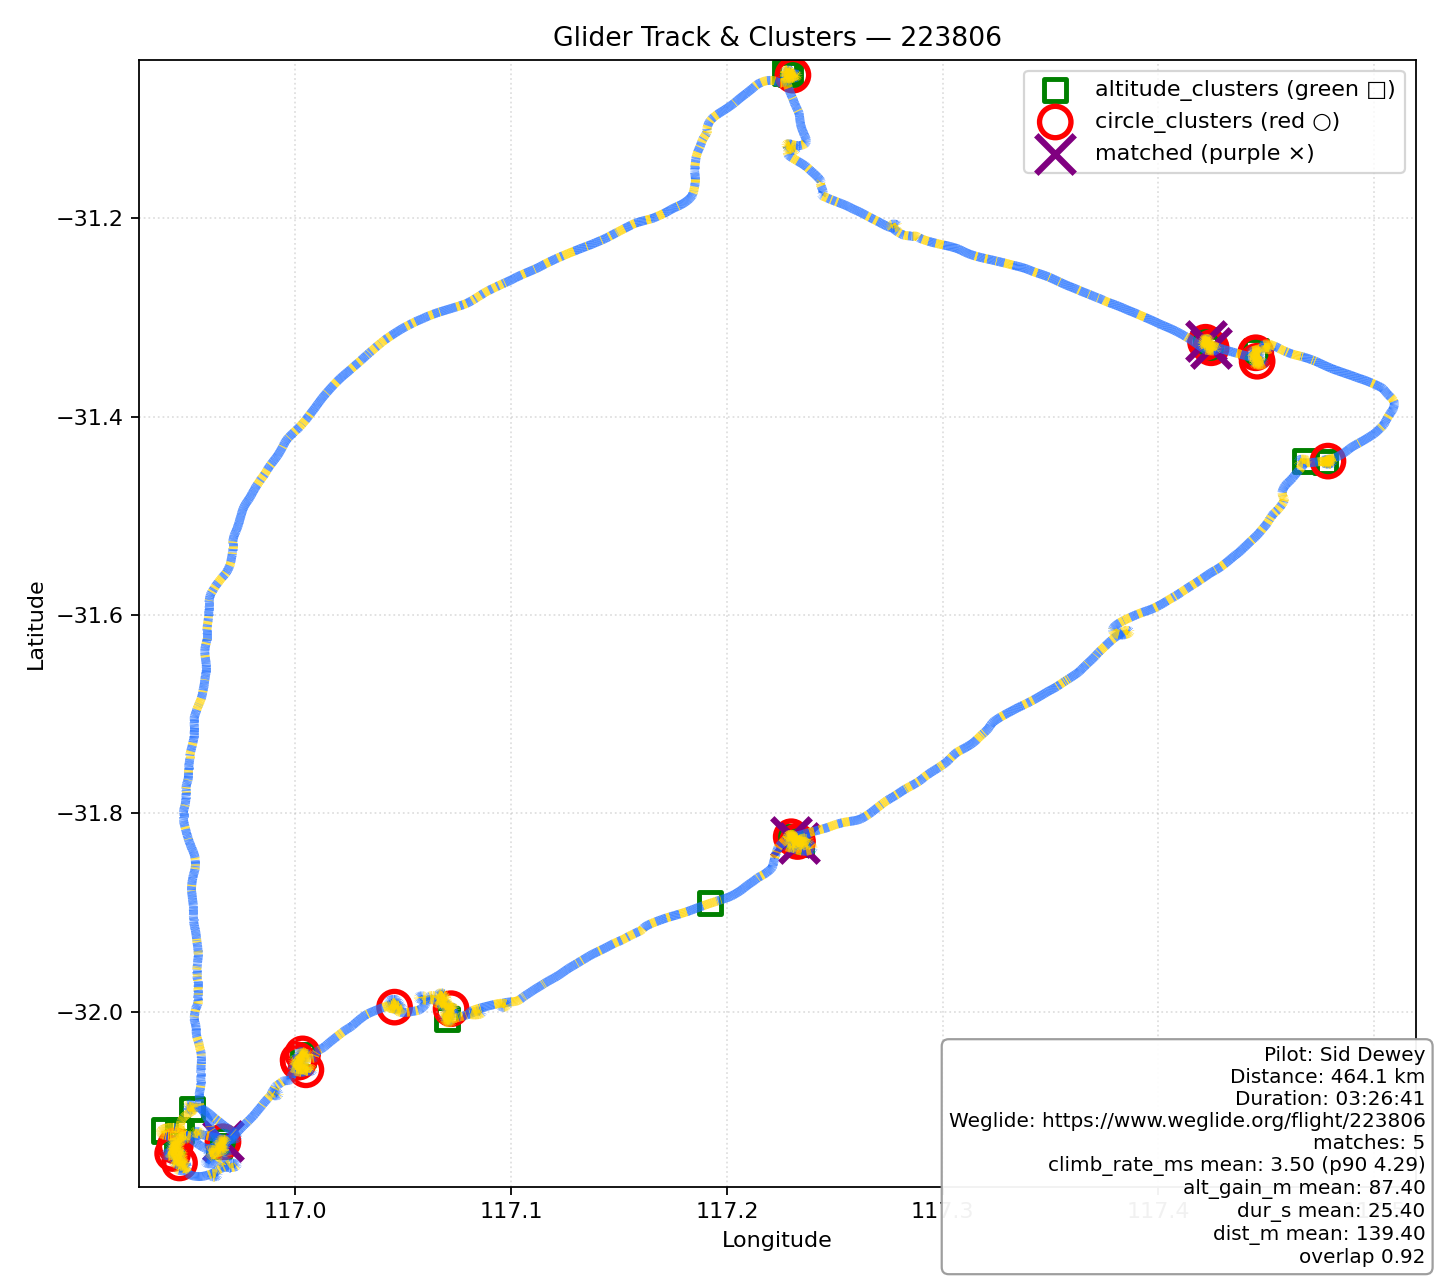 Glider Track & Clusters — 223806
altitude_clusters (green □)
circle_clusters (red ○)
matched (purple ×)
−31.2
−31.4
−31.6
−31.8
−32.0
Latitude
117.0
117.1
117.2
117.3
117.4
Longitude
Pilot: Sid Dewey
Distance: 464.1 km
Duration: 03:26:41
Weglide: https://www.weglide.org/flight/223806
matches: 5
climb_rate_ms mean: 3.50 (p90 4.29)
alt_gain_m mean: 87.40
dur_s mean: 25.40
dist_m mean: 139.40
overlap 0.92